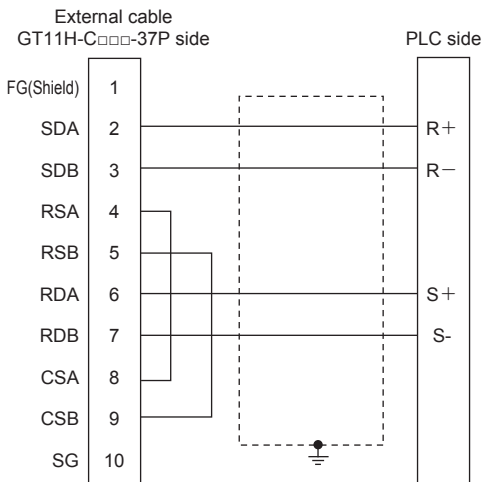 External cable
GT11H-C□□□-37P side
PLC side
FG(Shield) 1
SDA 2 R+
SDB 3 R−
RSA 4
RSB 5
RDA 6 S+
RDB 7 S-
CSA 8
CSB 9
SG 10